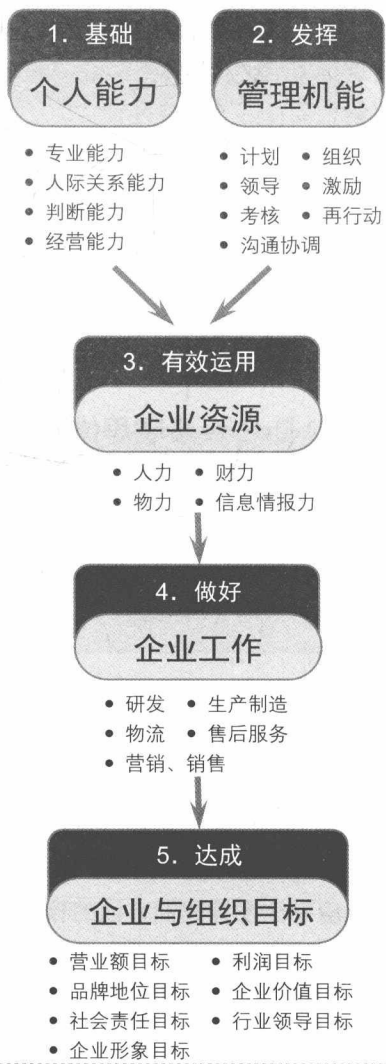 1. 基础
个人能力
• 专业能力
• 人际关系能力
• 判断能力
• 经营能力
2. 发挥
管理机能
• 计划 • 组织
• 领导 • 激励
• 考核 • 再行动
• 沟通协调
3. 有效运用
企业资源
• 人力 • 财力
• 物力 • 信息情报力
4. 做好
企业工作
• 研发 • 生产制造
• 物流 • 售后服务
• 营销、销售
5. 达成
企业与组织目标
• 营业额目标 • 利润目标
• 品牌地位目标 • 企业价值目标
• 社会责任目标 • 行业领导目标
• 企业形象目标